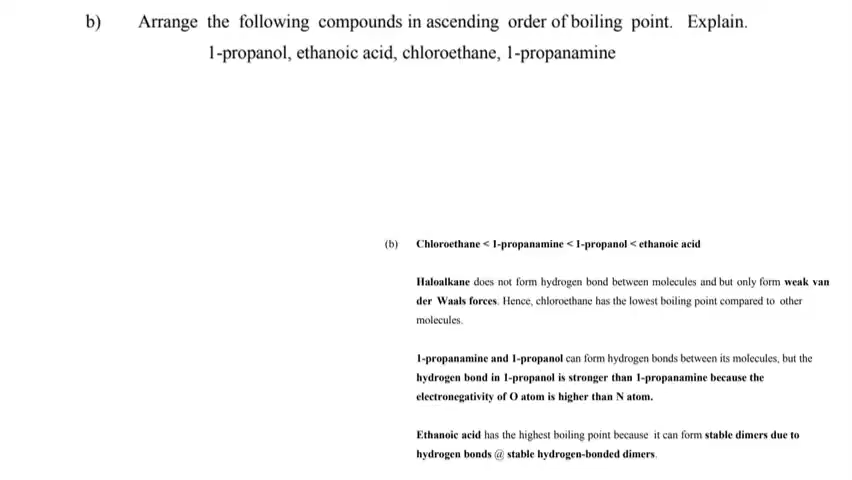 b) Arrange the following compounds in ascending order of boiling point. Explain.
1-propanol, ethanoic acid, chloroethane, 1-propanamine
(b) Chloroethane < 1-propanamine < 1-propanol < ethanoic acid
Haloalkane does not form hydrogen bond between molecules and but only form weak van
der Waals forces. Hence, chloroethane has the lowest boiling point compared to other
molecules.
1-propanamine and 1-propanol can form hydrogen bonds between its molecules, but the
hydrogen bond in 1-propanol is stronger than 1-propanamine because the
electronegativity of O atom is higher than N atom.
Ethanoic acid has the highest boiling point because it can form stable dimers due to
hydrogen bonds @ stable hydrogen-bonded dimers.